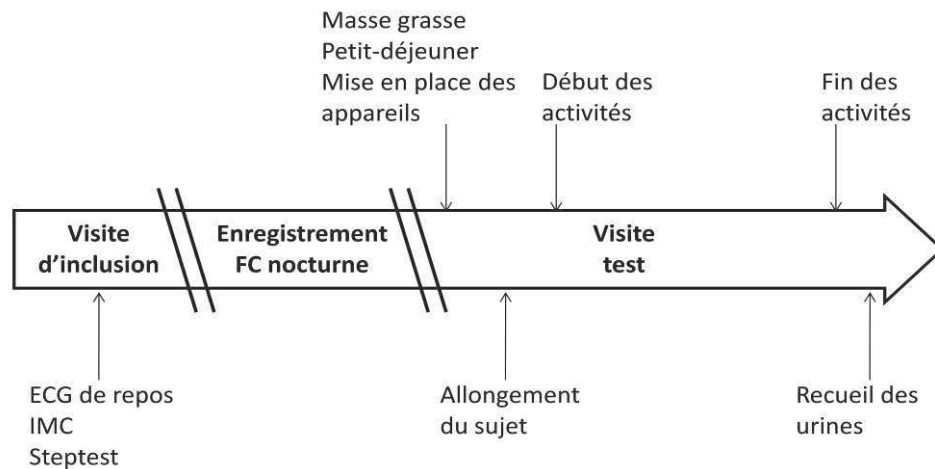 Masse grasse
Petit-déjeuner
Mise en place des
appareils
Début des
activités
Fin des
activités
Visite
d'inclusion
Enregistrement
FC nocturne
Visite
test
ECG de repos
IMC
Steptest
Allongement
du sujet
Recueil des
urines